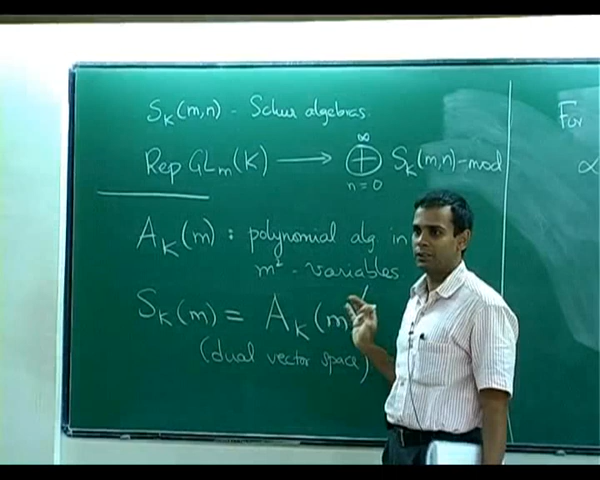 S_K(m,n) - Schur algebras.
Rep GL_m(K) ⟶ ⊕_{n=0}^{∞} S_K(m,n)-mod
A_K(m) : polynomial alg. in
m² - variables
S_K(m) = A_K(m)
(dual vector space)
For
α